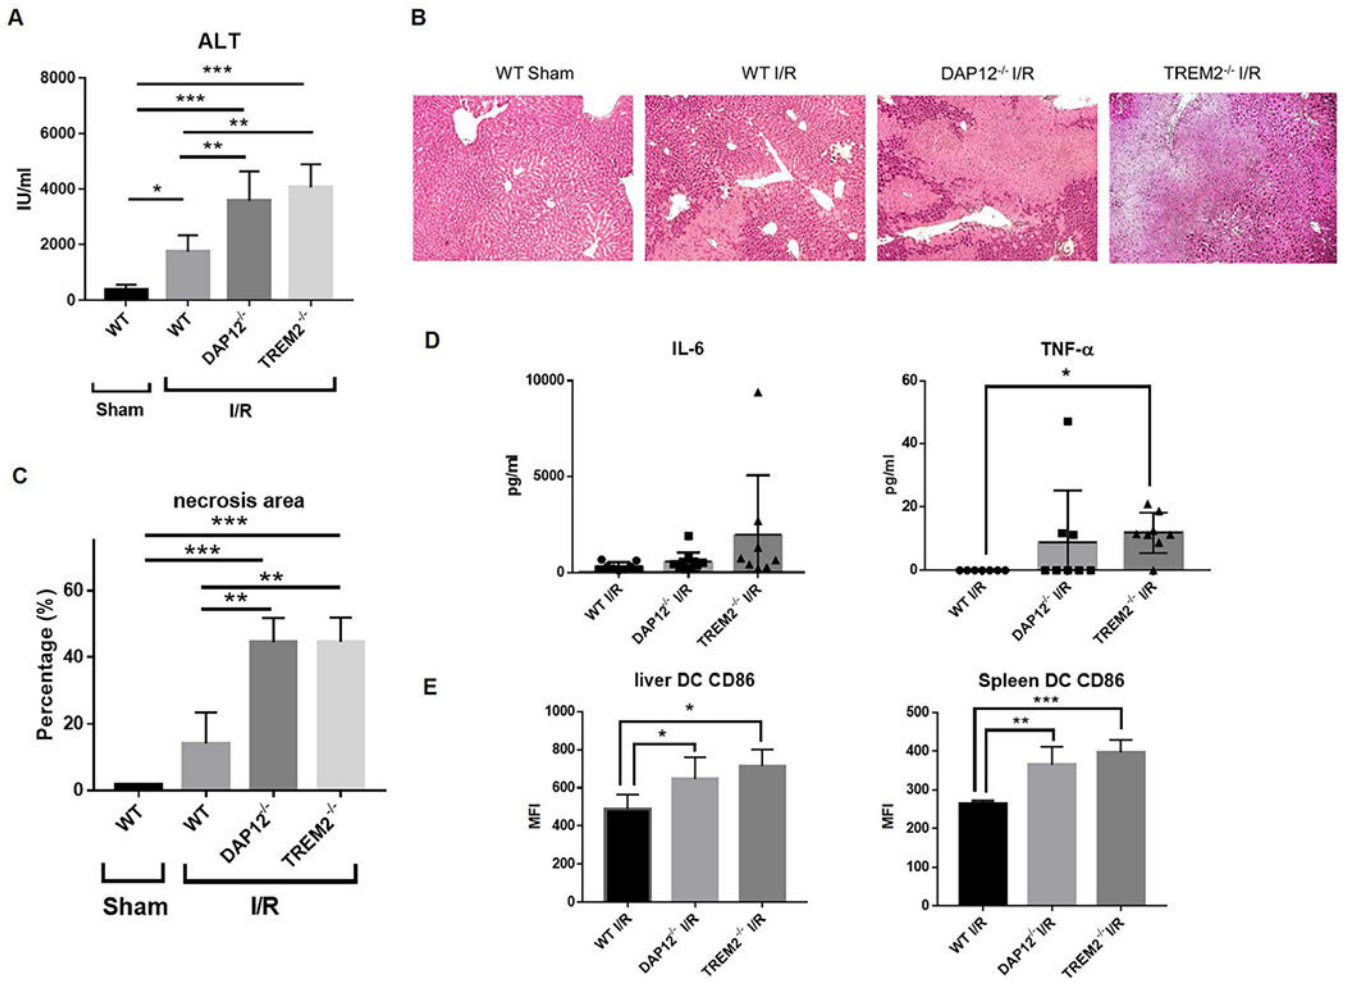 A
ALT
8000
6000
4000
2000
0
IU/ml
***
***
**
**
*
WT
WT
DAP12-/-
TREM2-/-
Sham
I/R
B
WT Sham
WT I/R
DAP12-/- I/R
TREM2-/- I/R
C
necrosis area
***
***
**
**
60
40
20
0
Percentage (%)
WT
WT
DAP12-/-
TREM2-/-
Sham
I/R
D
IL-6
10000
5000
0
pg/ml
WT I/R
DAP12-/- I/R
TREM2-/- I/R
TNF-α
60
40
20
0
pg/ml
*
WT I/R
DAP12-/- I/R
TREM2-/- I/R
E
liver DC CD86
1000
800
600
400
200
0
MFI
*
*
WT I/R
DAP12-/- I/R
TREM2-/- I/R
Spleen DC CD86
500
400
300
200
100
0
MFI
***
**
WT I/R
DAP12-/- I/R
TREM2-/- I/R